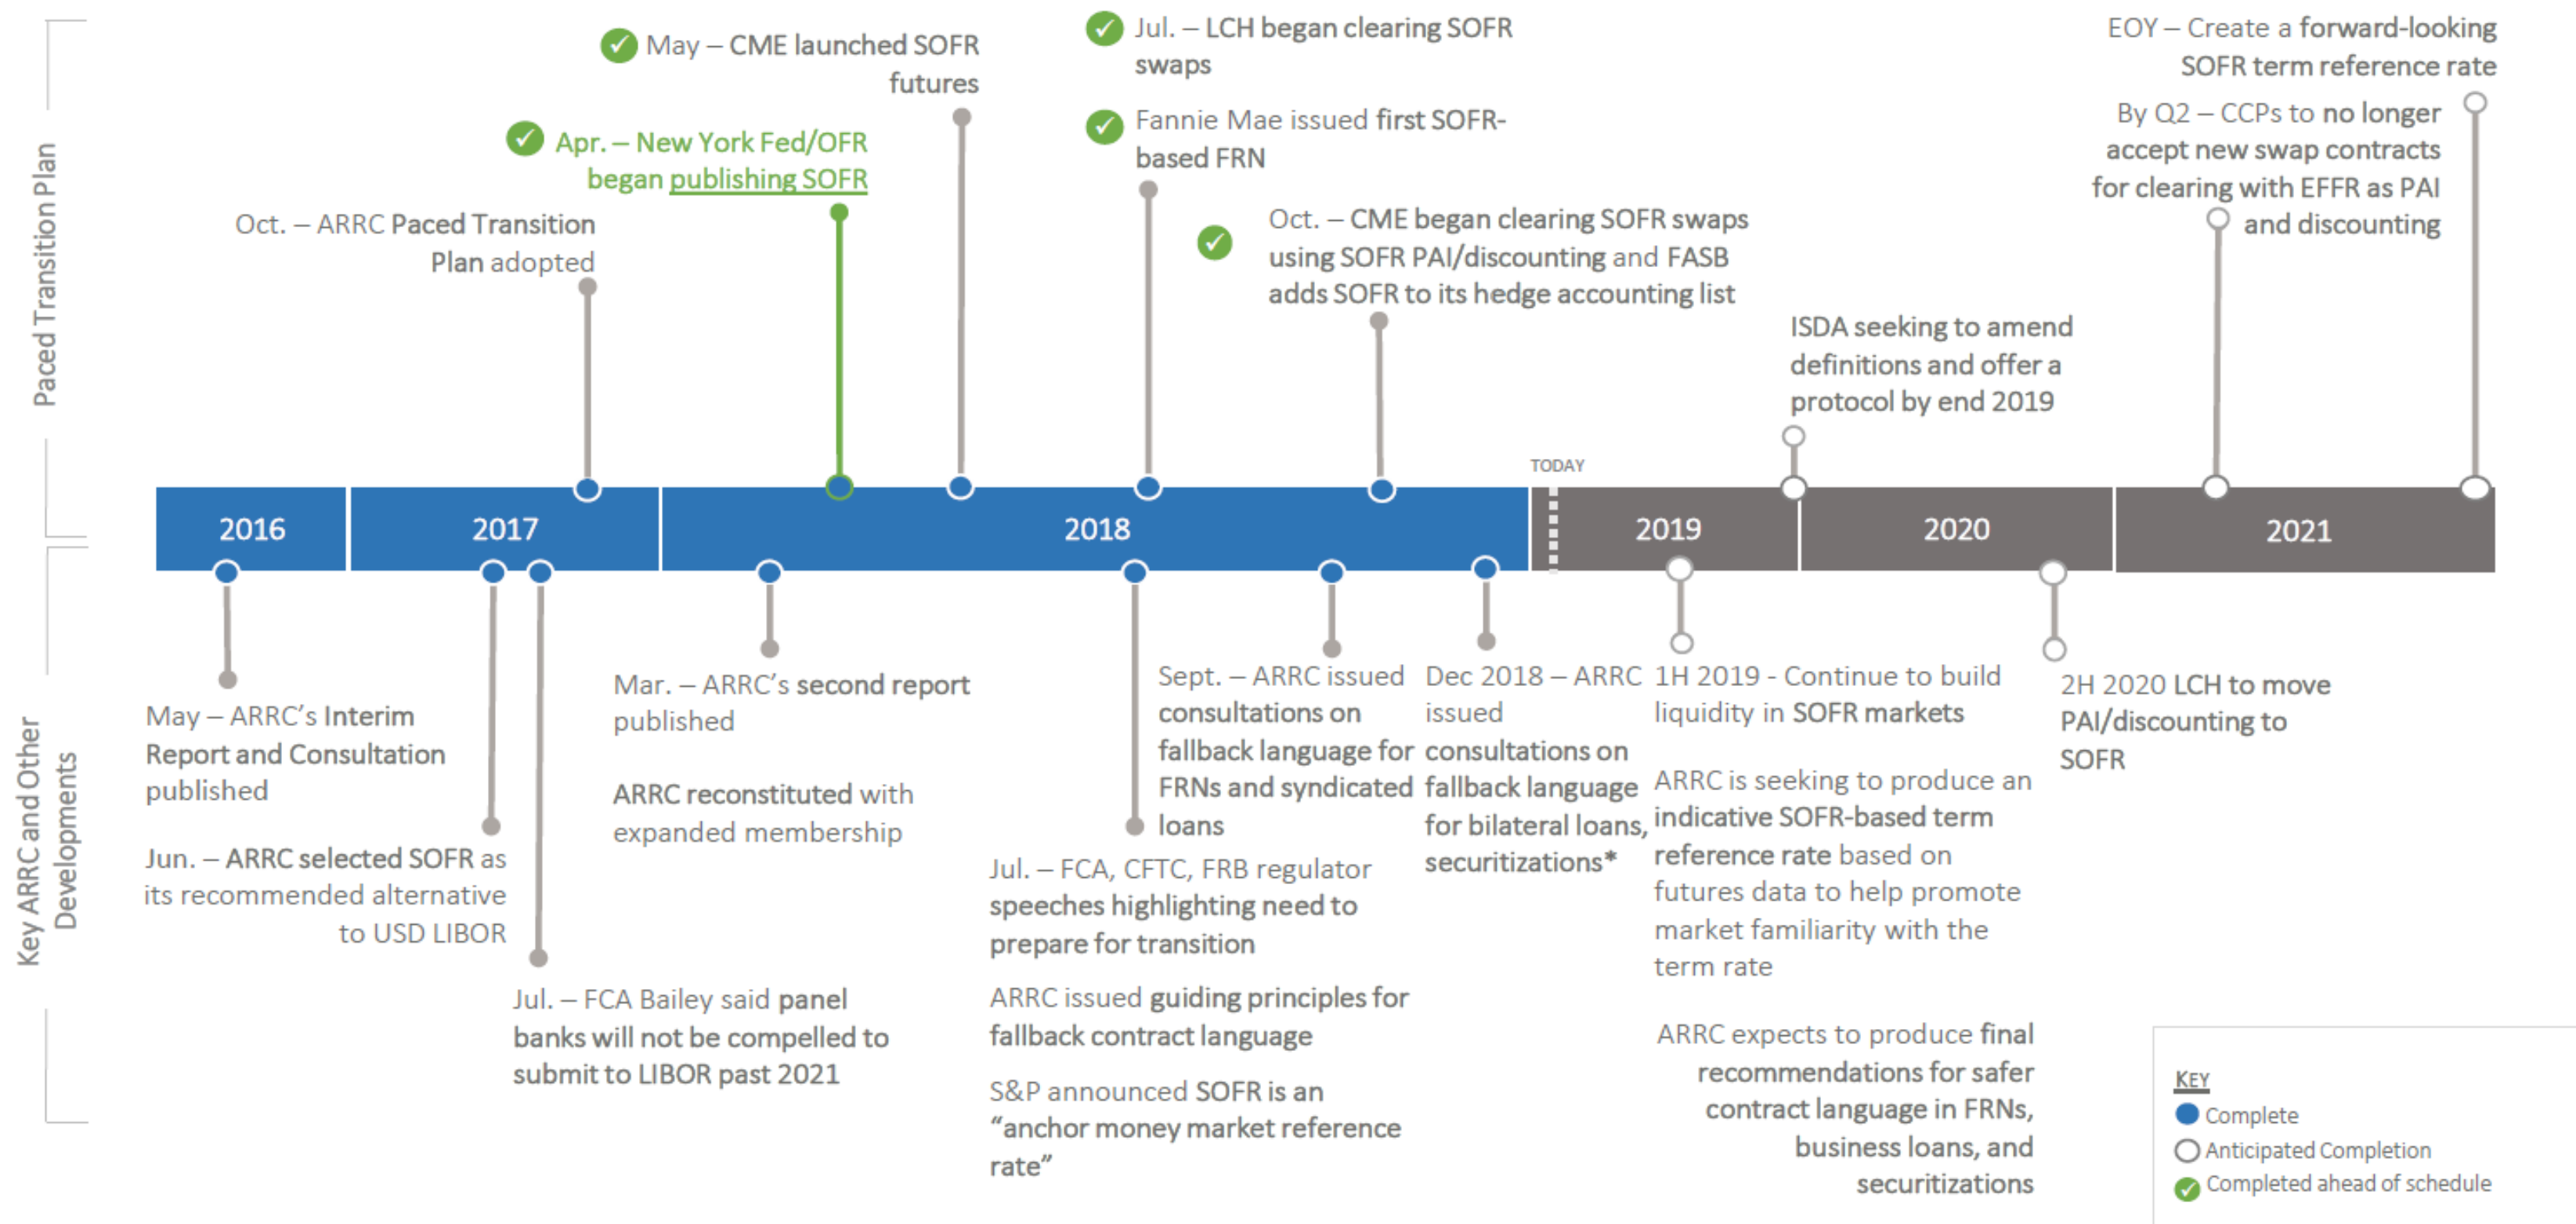 Paced Transition Plan
Oct. – ARRC Paced Transition
Plan adopted
Apr. – New York Fed/OFR
began publishing SOFR
May – CME launched SOFR
futures
Jul. – LCH began clearing SOFR
swaps
Fannie Mae issued first SOFR-
based FRN
Oct. – CME began clearing SOFR swaps
using SOFR PAI/discounting and FASB
adds SOFR to its hedge accounting list
ISDA seeking to amend
definitions and offer a
protocol by end 2019
By Q2 – CCPs to no longer
accept new swap contracts
for clearing with EFFR as PAI
and discounting
EOY – Create a forward-looking
SOFR term reference rate
TODAY
2016
2017
2018
2019
2020
2021
Key ARRC and Other
Developments
May – ARRC's Interim
Report and Consultation
published
Jun. – ARRC selected SOFR as
its recommended alternative
to USD LIBOR
Jul. – FCA Bailey said panel
banks will not be compelled to
submit to LIBOR past 2021
Mar. – ARRC's second report
published
ARRC reconstituted with
expanded membership
Jul. – FCA, CFTC, FRB regulator
speeches highlighting need to
prepare for transition
ARRC issued guiding principles for
fallback contract language
S&P announced SOFR is an
"anchor money market reference
rate"
Sept. – ARRC issued
consultations on
fallback language for
FRNs and syndicated
loans
Dec 2018 – ARRC
issued
consultations on
fallback language
for bilateral loans,
securitizations*
1H 2019 - Continue to build
liquidity in SOFR markets
ARRC is seeking to produce an
indicative SOFR-based term
reference rate based on
futures data to help promote
market familiarity with the
term rate
ARRC expects to produce final
recommendations for safer
contract language in FRNs,
business loans, and
securitizations
2H 2020 LCH to move
PAI/discounting to
SOFR
KEY
Complete
Anticipated Completion
Completed ahead of schedule